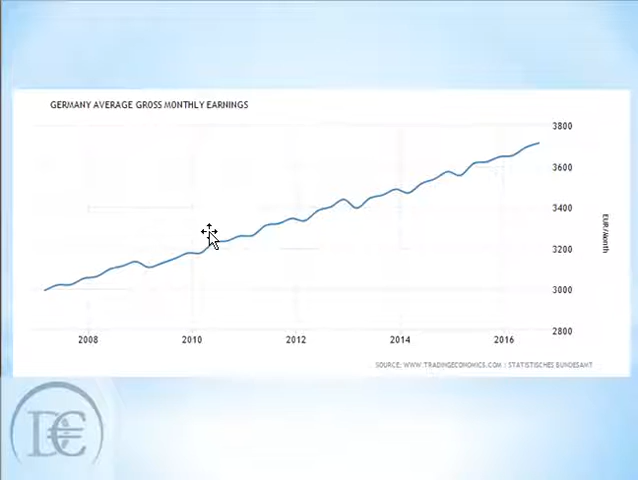 GERMANY AVERAGE GROSS MONTHLY EARNINGS
3800
3600
3400
3200
3000
2800
EUR/Month
2008 2010 2012 2014 2016
SOURCE: WWW.TRADINGECONOMICS.COM | STATISTISCHES BUNDESAMT
D€